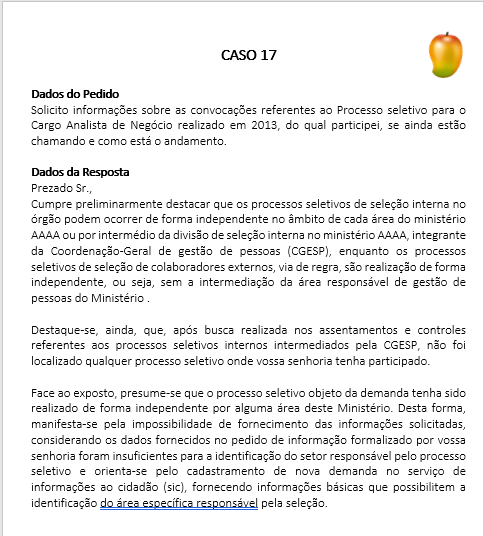 CASO 17
Dados do Pedido
Solicito informações sobre as convocações referentes ao Processo seletivo para o
Cargo Analista de Negócio realizado em 2013, do qual participei, se ainda estão
chamando e como está o andamento.
Dados da Resposta
Prezado Sr.,
Cumpre preliminarmente destacar que os processos seletivos de seleção interna no
órgão podem ocorrer de forma independente no âmbito de cada área do ministério
AAAA ou por intermédio da divisão de seleção interna no ministério AAAA, integrante
da Coordenação-Geral de gestão de pessoas (CGESP), enquanto os processos
seletivos de seleção de colaboradores externos, via de regra, são realização de forma
independente, ou seja, sem a intermediação da área responsável de gestão de
pessoas do Ministério .
Destaque-se, ainda, que, após busca realizada nos assentamentos e controles
referentes aos processos seletivos internos intermediados pela CGESP, não foi
localizado qualquer processo seletivo onde vossa senhoria tenha participado.
Face ao exposto, presume-se que o processo seletivo objeto da demanda tenha sido
realizado de forma independente por alguma área deste Ministério. Desta forma,
manifesta-se pela impossibilidade de fornecimento das informações solicitadas,
considerando os dados fornecidos no pedido de informação formalizado por vossa
senhoria foram insuficientes para a identificação do setor responsável pelo processo
seletivo e orienta-se pelo cadastramento de nova demanda no serviço de
informações ao cidadão (sic), fornecendo informações básicas que possibilitem a
identificação do área específica responsável pela seleção.